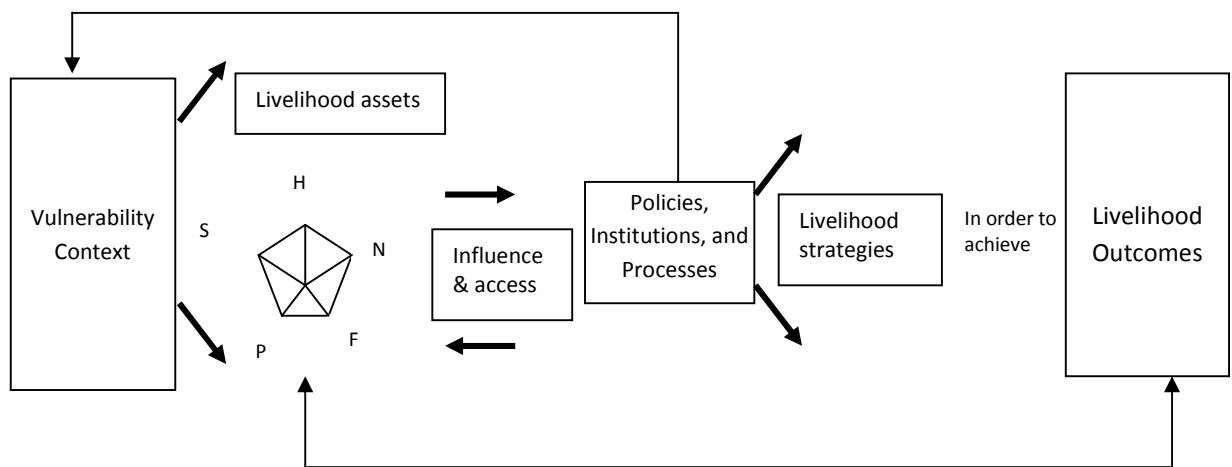 Vulnerability
Context
Livelihood assets
H
S
N
P
F
Influence
& access
Policies,
Institutions, and
Processes
Livelihood
strategies
In order to
achieve
Livelihood
Outcomes